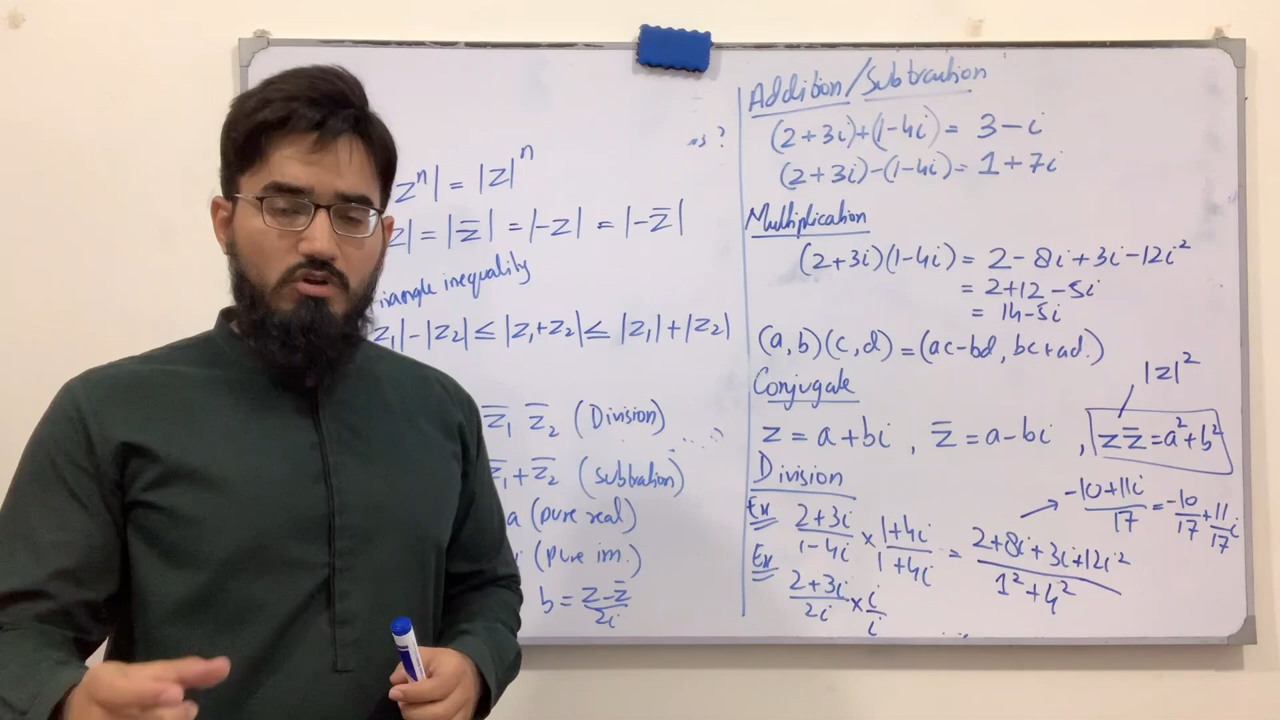 zⁿ| = |z|ⁿ
z| = |z̄| = |-z| = |-z̄|
riangle inequality
z₁|-|z₂| ≤ |z₁+z₂| ≤ |z₁|+|z₂|
z̄₁ z̄₂ (Division)
z̄₁+z̄₂ (subtration)
a (pure real)
i (pure im.)
b = (z-z̄)/2i
Addition/Subtraction
(2+3i)+(1-4i) = 3-i
(2+3i)-(1-4i) = 1+7i
Multiplication
(2+3i)(1-4i) = 2-8i+3i-12i²
= 2+12-5i
= 14-5i
(a,b)(c,d) = (ac-bd, bc+ad.)
Conjugate
|z|²
z = a+bi , z̄ = a-bi , zz̄ = a²+b²
Division
Ex (2+3i)/(1-4i) × (1+4i)/(1+4i) = (2+8i+3i+12i²)/(1²+4²) → (-10+11i)/17 = -10/17 + 11/17 i
Ex (2+3i)/2i × i/i